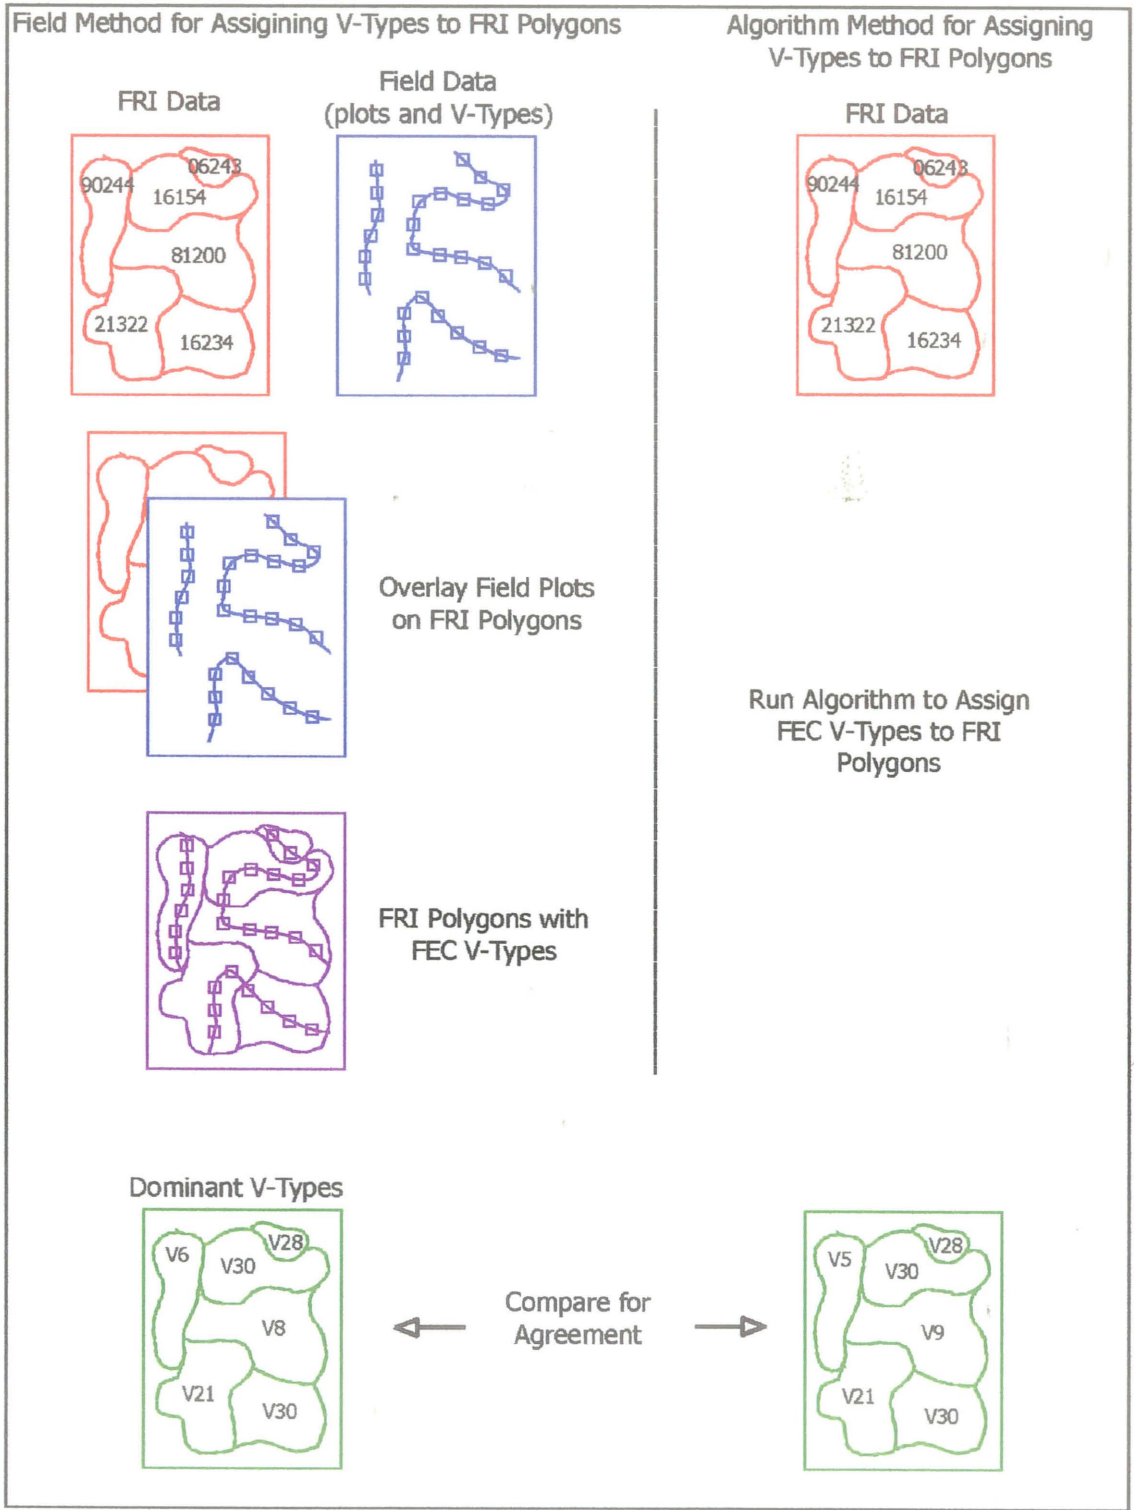 Field Method for Assigining V-Types to FRI Polygons
Algorithm Method for Assigning
V-Types to FRI Polygons
FRI Data
Field Data
(plots and V-Types)
FRI Data
90244
06243
16154
81200
21322
16234
90244
06243
16154
81200
21322
16234
Overlay Field Plots
on FRI Polygons
Run Algorithm to Assign
FEC V-Types to FRI
Polygons
FRI Polygons with
FEC V-Types
Dominant V-Types
V6
V28
V30
V8
V21
V30
Compare for
Agreement
V5
V28
V30
V9
V21
V30